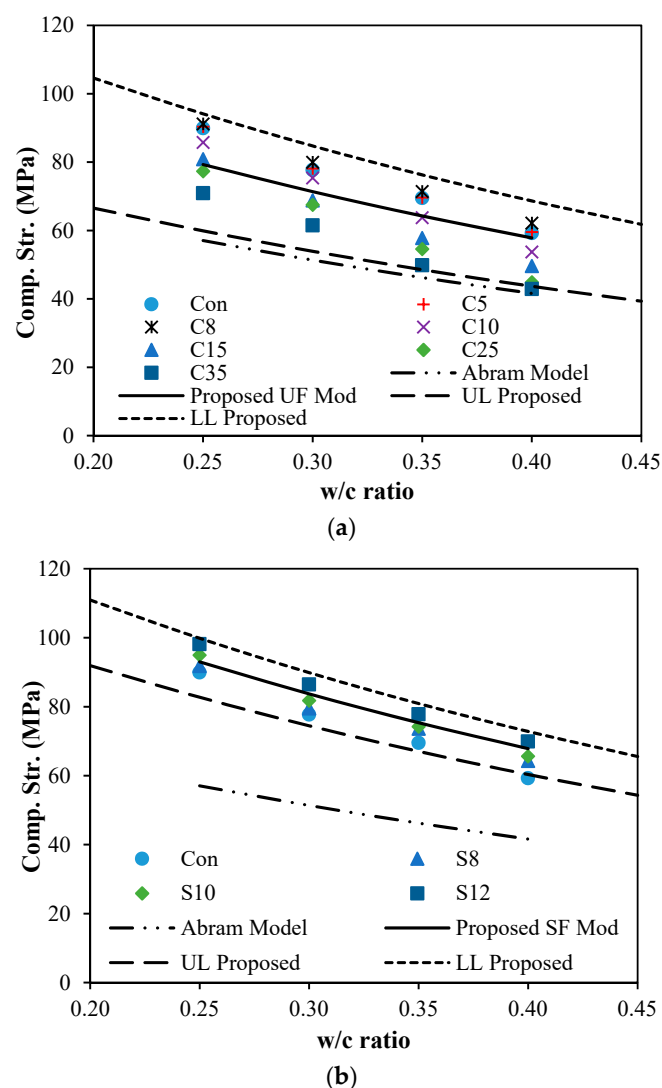 120
100
80
60
40
20
0
Comp. Str. (MPa)
Con C5
C8 C10
C15 C25
C35 Abram Model
Proposed UF Mod UL Proposed
LL Proposed
0.20 0.25 0.30 0.35 0.40 0.45
w/c ratio
(a)
120
100
80
60
40
20
0
Comp. Str. (MPa)
Con S8
S10 S12
Abram Model Proposed SF Mod
UL Proposed LL Proposed
0.20 0.25 0.30 0.35 0.40 0.45
w/c ratio
(b)